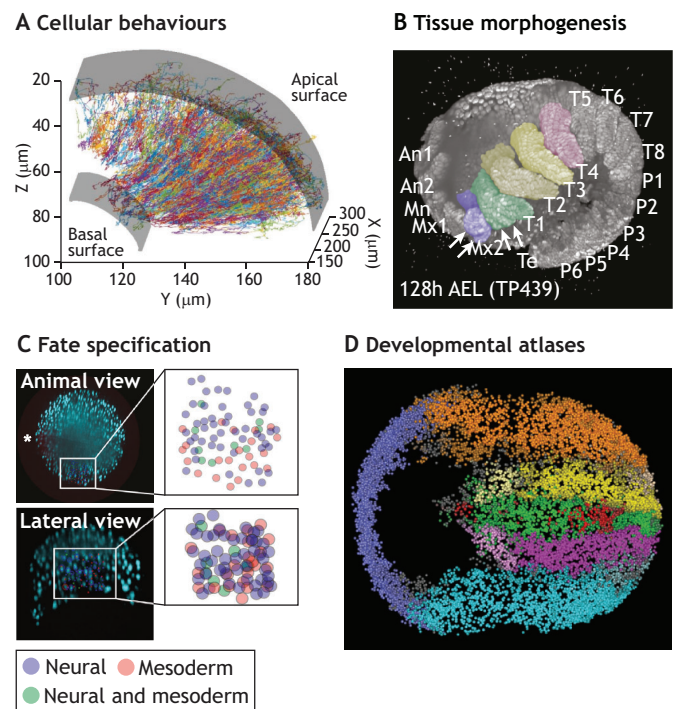 A Cellular behaviours
20
40
60
80
100
Z (μm)
Apical
surface
Basal
surface
100 120 140 160 180
Y (μm)
300
250
200
150
X (μm)
B Tissue morphogenesis
T5
T6
T7
T8
An1
An2
Mn
Mx1
Mx2
T4
T3
T2
T1
P1
P2
P3
P4
P5
P6
Te
128h AEL (TP439)
C Fate specification
Animal view
*
Lateral view
Neural Mesoderm
Neural and mesoderm
D Developmental atlases